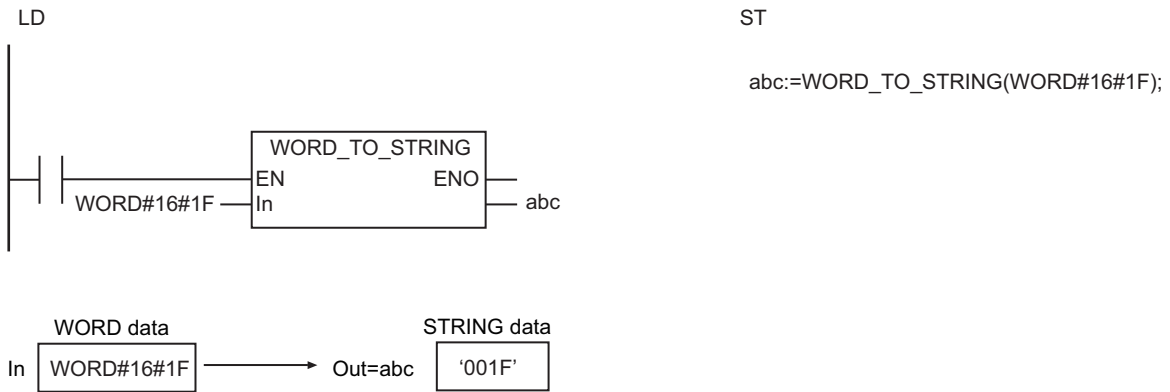 LD
ST
abc:=WORD_TO_STRING(WORD#16#1F);
WORD_TO_STRING
EN ENO
WORD#16#1F In abc
WORD data STRING data
In WORD#16#1F Out=abc ‘001F’